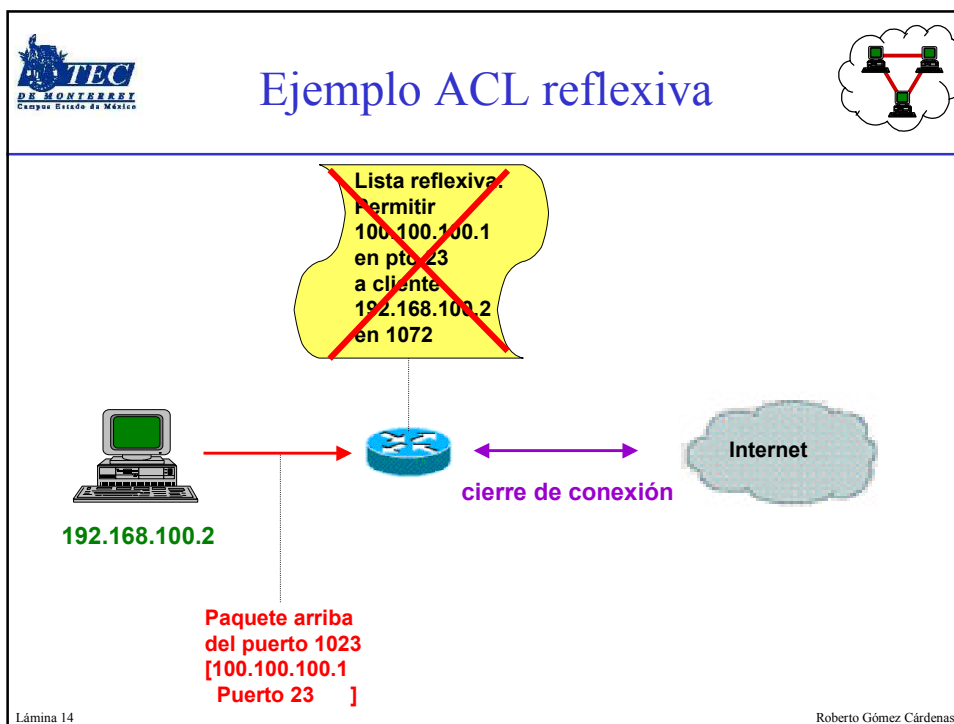 TEC
DE MONTERREY
Campus Estado de México
Ejemplo ACL reflexiva
Lista reflexiva:
Permitir
100.100.100.1
en pto 23
a cliente
192.168.100.2
en 1072
Internet
cierre de conexión
192.168.100.2
Paquete arriba
del puerto 1023
[100.100.100.1
Puerto 23 ]
Lámina 14
Roberto Gómez Cárdenas